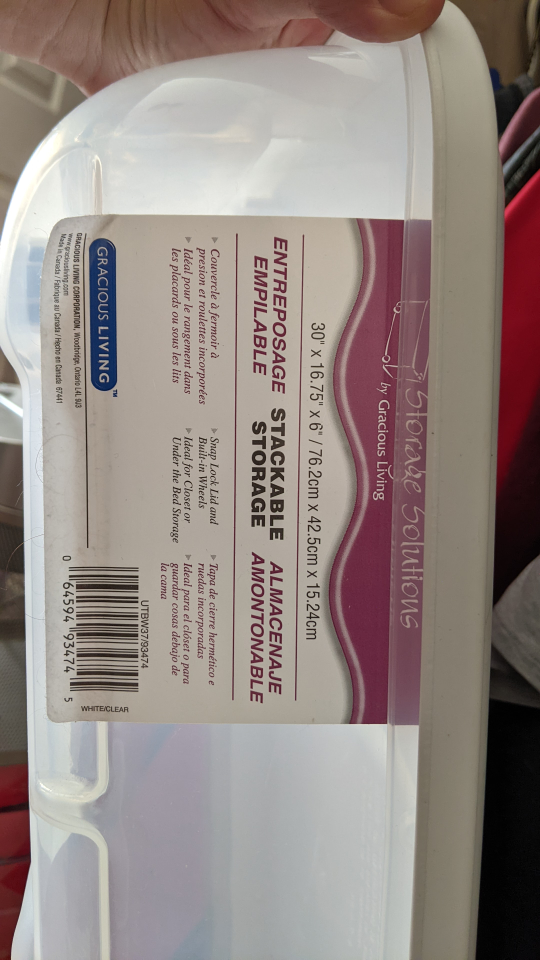 Storage Solutions
by Gracious Living
30" x 16.75" x 6" / 76.2cm x 42.5cm x 15.24cm
ENTREPOSAGE
EMPILABLE
STACKABLE
STORAGE
ALMACENAJE
AMONTONABLE
Couvercle à fermoir à
presion et roulettes incorporées
Idéal pour le rangement dans
les placards ou sous les lits
Snap Lock Lid and
Built-in Wheels
Ideal for Closet or
Under the Bed Storage
Tapa de cierre hermético e
ruedas incorporadas
Ideal para el clóset o para
guardar cosas debajo de
la cama
GRACIOUS LIVING™
GRACIOUS LIVING CORPORATION, Woodbridge, Ontario L4L 8U3
www.graciousliving.com
Made in Canada / Fabrique au Canada / Hecho en Canada 67441
UTBW37/93474
0 64594 93474 5
WHITE/CLEAR